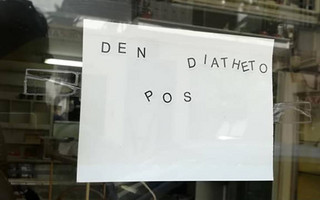 DEN DIATHETO
POS